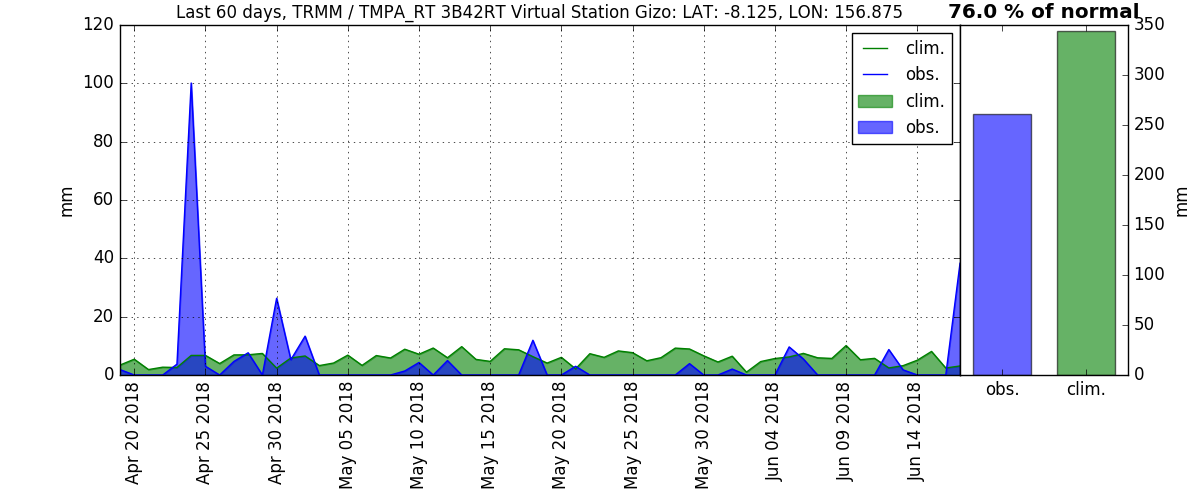 Last 60 days, TRMM / TMPA_RT 3B42RT Virtual Station Gizo: LAT: -8.125, LON: 156.875
76.0 % of normal
120
100
80
60
40
20
0
mm
clim.
obs.
clim.
obs.
350
300
250
200
150
100
50
0
mm
Apr 20 2018
Apr 25 2018
Apr 30 2018
May 05 2018
May 10 2018
May 15 2018
May 20 2018
May 25 2018
May 30 2018
Jun 04 2018
Jun 09 2018
Jun 14 2018
obs.
clim.